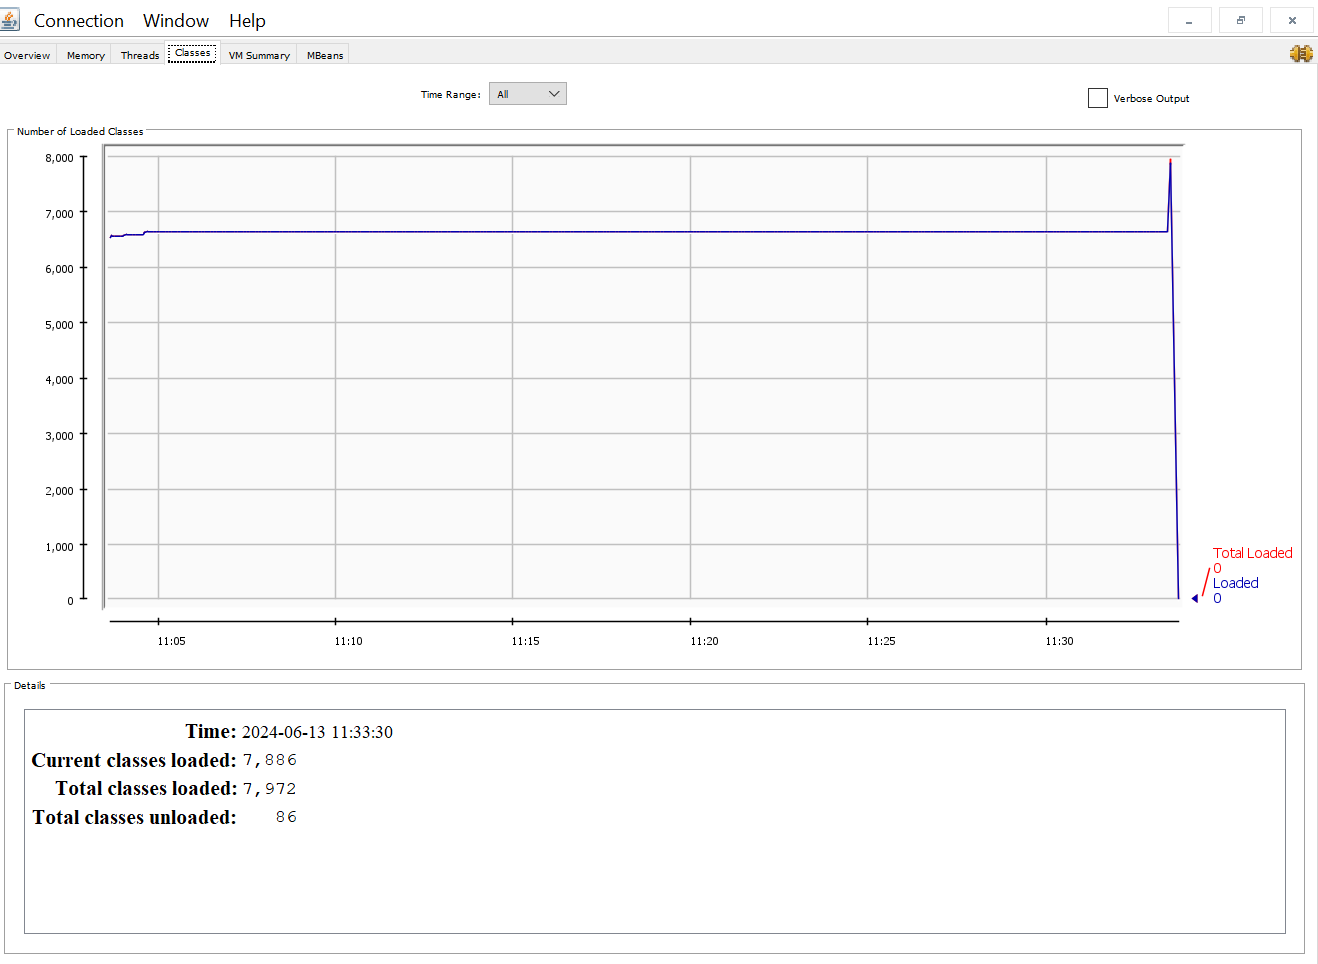 Connection Window Help
Overview Memory Threads Classes VM Summary MBeans
Time Range: All
Verbose Output
Number of Loaded Classes
8,000
7,000
6,000
5,000
4,000
3,000
2,000
1,000
0
Total Loaded
0
Loaded
0
11:05 11:10 11:15 11:20 11:25 11:30
Details
Time: 2024-06-13 11:33:30
Current classes loaded: 7,886
Total classes loaded: 7,972
Total classes unloaded: 86